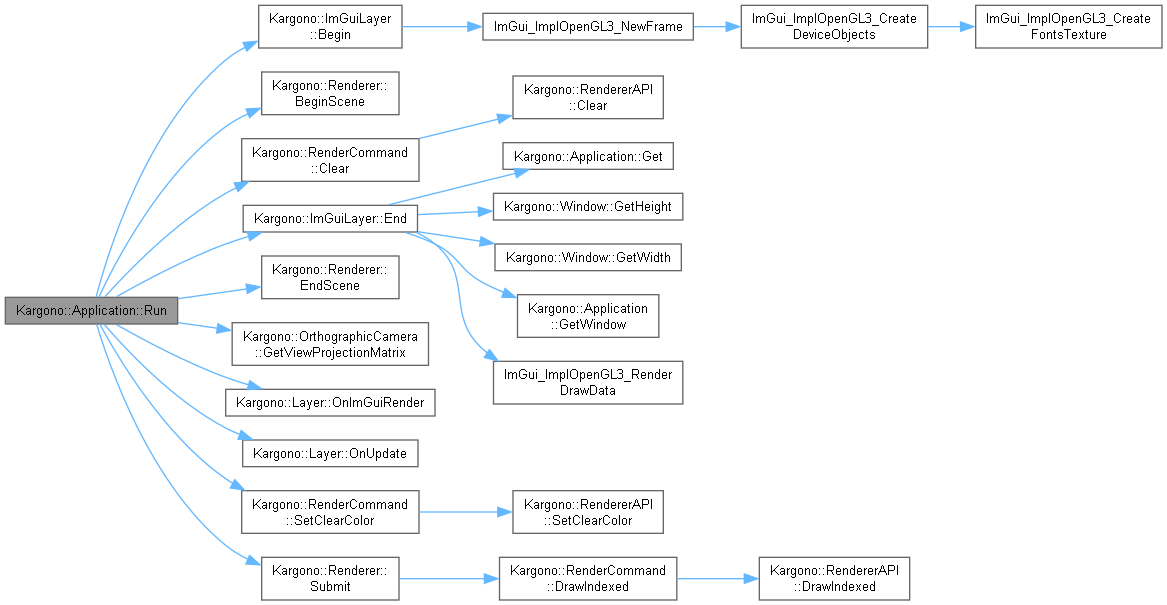 Kargono::Application::Run
Kargono::ImGuiLayer
::Begin
ImGui_ImplOpenGL3_NewFrame
ImGui_ImplOpenGL3_Create
DeviceObjects
ImGui_ImplOpenGL3_Create
FontsTexture
Kargono::Renderer::
BeginScene
Kargono::RenderCommand
::Clear
Kargono::RendererAPI
::Clear
Kargono::ImGuiLayer::End
Kargono::Application::Get
Kargono::Window::GetHeight
Kargono::Window::GetWidth
Kargono::Application
::GetWindow
ImGui_ImplOpenGL3_Render
DrawData
Kargono::Renderer::
EndScene
Kargono::OrthographicCamera
::GetViewProjectionMatrix
Kargono::Layer::OnImGuiRender
Kargono::Layer::OnUpdate
Kargono::RenderCommand
::SetClearColor
Kargono::RendererAPI
::SetClearColor
Kargono::Renderer::
Submit
Kargono::RenderCommand
::DrawIndexed
Kargono::RendererAPI
::DrawIndexed